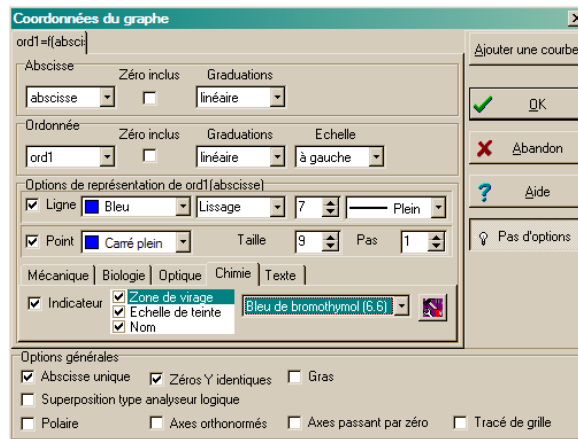 Coordonnées du graphe
ord1=f(absci:
Ajouter une courbe
Abscisse
Zéro inclus Graduations
abscisse linéaire
OK
Ordonnée
Zéro inclus Graduations Echelle
ord1 linéaire à gauche
Abandon
Options de représentation de ord1(abscisse)
Ligne Bleu Lissage 7 Plein
Aide
Point Carré plein Taille 9 Pas 1
Pas d'options
Mécanique Biologie Optique Chimie Texte
Indicateur
Zone de virage
Echelle de teinte
Nom
Bleu de bromothymol (6.6)
Options générales
Abscisse unique Zéros Y identiques Gras
Superposition type analyseur logique
Polaire Axes orthonormés Axes passant par zéro Tracé de grille